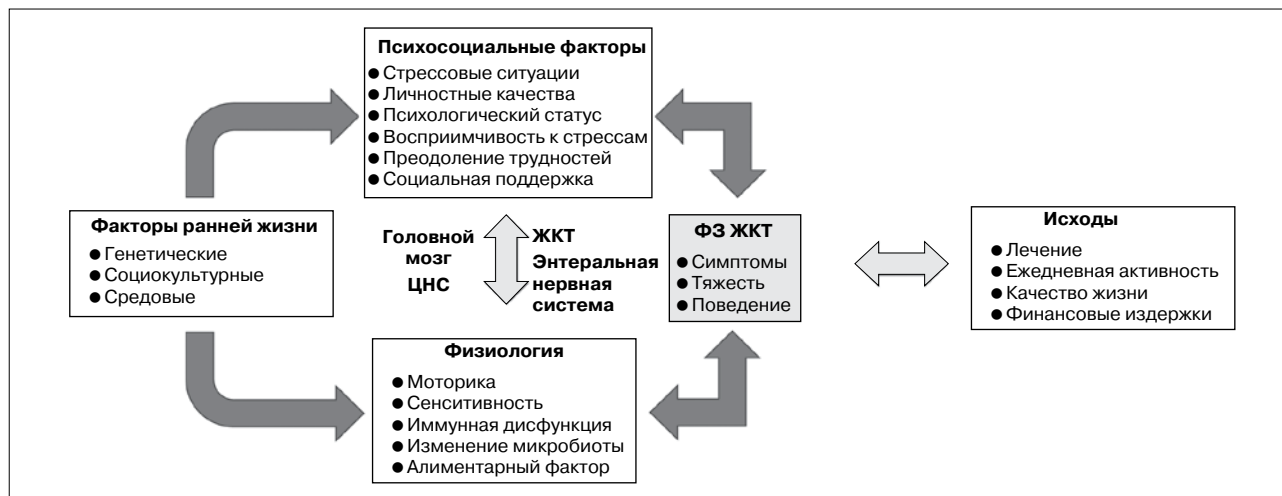 Психосоциальные факторы
● Стрессовые ситуации
● Личностные качества
● Психологический статус
● Восприимчивость к стрессам
● Преодоление трудностей
● Социальная поддержка
Факторы ранней жизни
● Генетические
● Социокультурные
● Средовые
Головной
мозг
ЦНС
ЖКТ
Энтеральная
нервная
система
ФЗ ЖКТ
● Симптомы
● Тяжесть
● Поведение
Исходы
● Лечение
● Ежедневная активность
● Качество жизни
● Финансовые издержки
Физиология
● Моторика
● Сенситивность
● Иммунная дисфункция
● Изменение микробиоты
● Алиментарный фактор